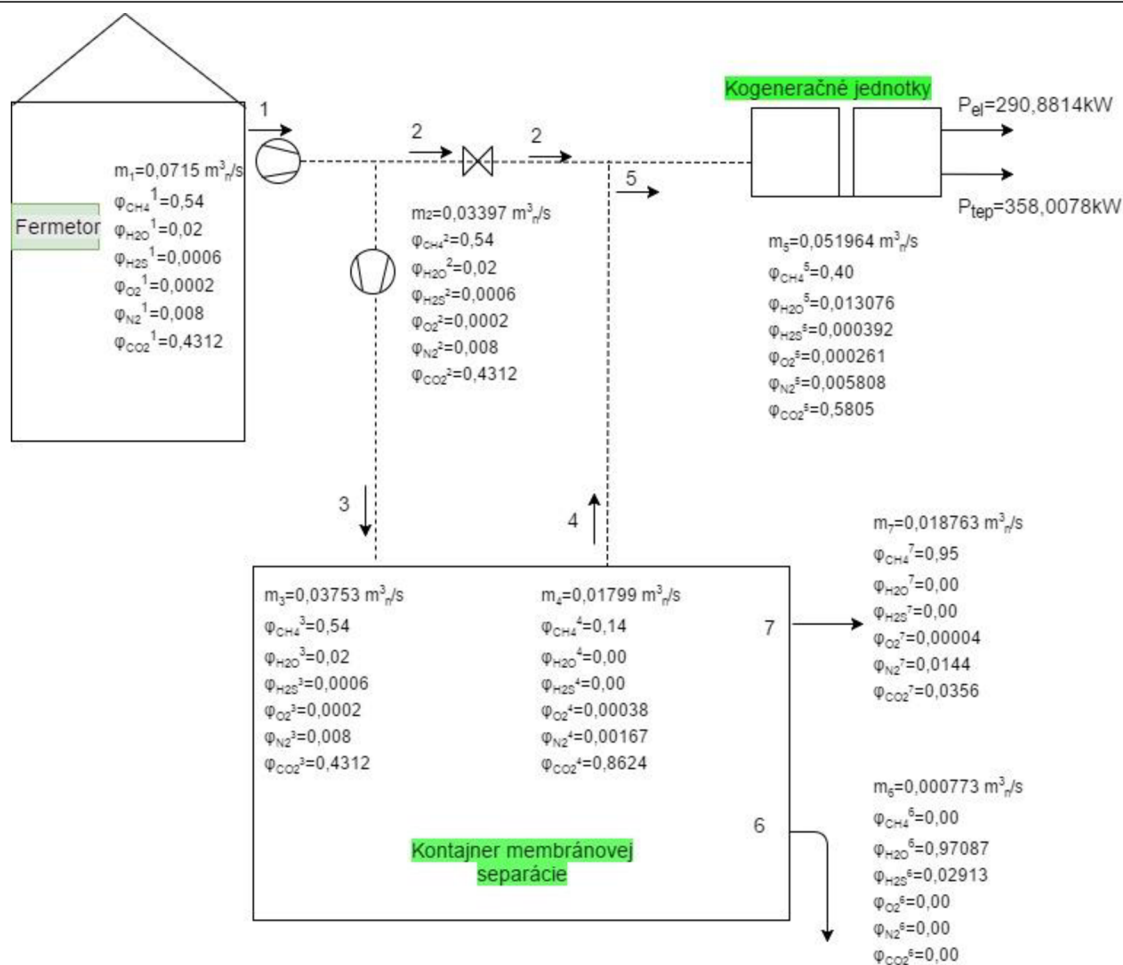 1
m₁=0,0715 m³ₙ/s
φCH4¹=0,54
φH2O¹=0,02
φH2S¹=0,0006
φO2¹=0,0002
φN2¹=0,008
φCO2¹=0,4312
Fermetor
2
2
m2=0,03397 m³ₙ/s
φCH4²=0,54
φH2O²=0,02
φH2S²=0,0006
φO2²=0,0002
φN2²=0,008
φCO2²=0,4312
Kogeneračné jednotky
Pel=290,8814kW
Ptep=358,0078kW
5
m₅=0,051964 m³ₙ/s
φCH4⁵=0,40
φH2O⁵=0,013076
φH2S⁵=0,000392
φO2⁵=0,000261
φN2⁵=0,005808
φCO2⁵=0,5805
3
4
m₃=0,03753 m³ₙ/s
φCH4³=0,54
φH2O³=0,02
φH2S³=0,0006
φO2³=0,0002
φN2³=0,008
φCO2³=0,4312
m₄=0,01799 m³ₙ/s
φCH4⁴=0,14
φH2O⁴=0,00
φH2S⁴=0,00
φO2⁴=0,00038
φN2⁴=0,00167
φCO2⁴=0,8624
7
m₇=0,018763 m³ₙ/s
φCH4⁷=0,95
φH2O⁷=0,00
φH2S⁷=0,00
φO2⁷=0,00004
φN2⁷=0,0144
φCO2⁷=0,0356
6
m₆=0,000773 m³ₙ/s
φCH4⁶=0,00
φH2O⁶=0,97087
φH2S⁶=0,02913
φO2⁶=0,00
φN2⁶=0,00
φCO2⁶=0,00
Kontajner membránovej
separácie